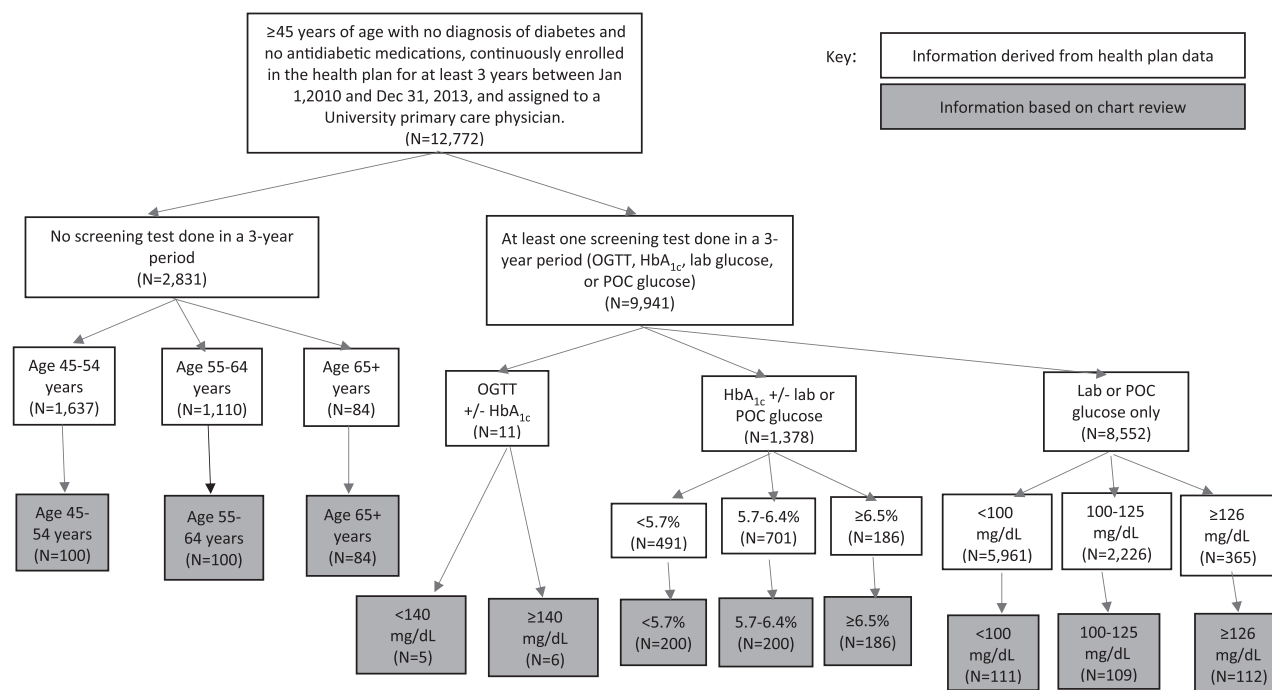 ≥45 years of age with no diagnosis of diabetes and
no antidiabetic medications, continuously enrolled
in the health plan for at least 3 years between Jan
1,2010 and Dec 31, 2013, and assigned to a
University primary care physician.
(N=12,772)
Key:
Information derived from health plan data
Information based on chart review
No screening test done in a 3-year
period
(N=2,831)
At least one screening test done in a 3-
year period (OGTT, HbA1c, lab glucose,
or POC glucose)
(N=9,941)
Age 45-54
years
(N=1,637)
Age 55-64
years
(N=1,110)
Age 65+
years
(N=84)
OGTT
+/- HbA1c
(N=11)
HbA1c +/- lab or
POC glucose
(N=1,378)
Lab or POC
glucose only
(N=8,552)
Age 45-
54 years
(N=100)
Age 55-
64 years
(N=100)
Age 65+
years
(N=84)
<5.7%
(N=491)
5.7-6.4%
(N=701)
≥6.5%
(N=186)
<100
mg/dL
(N=5,961)
100-125
mg/dL
(N=2,226)
≥126
mg/dL
(N=365)
<140
mg/dL
(N=5)
≥140
mg/dL
(N=6)
<5.7%
(N=200)
5.7-6.4%
(N=200)
≥6.5%
(N=186)
<100
mg/dL
(N=111)
100-125
mg/dL
(N=109)
≥126
mg/dL
(N=112)